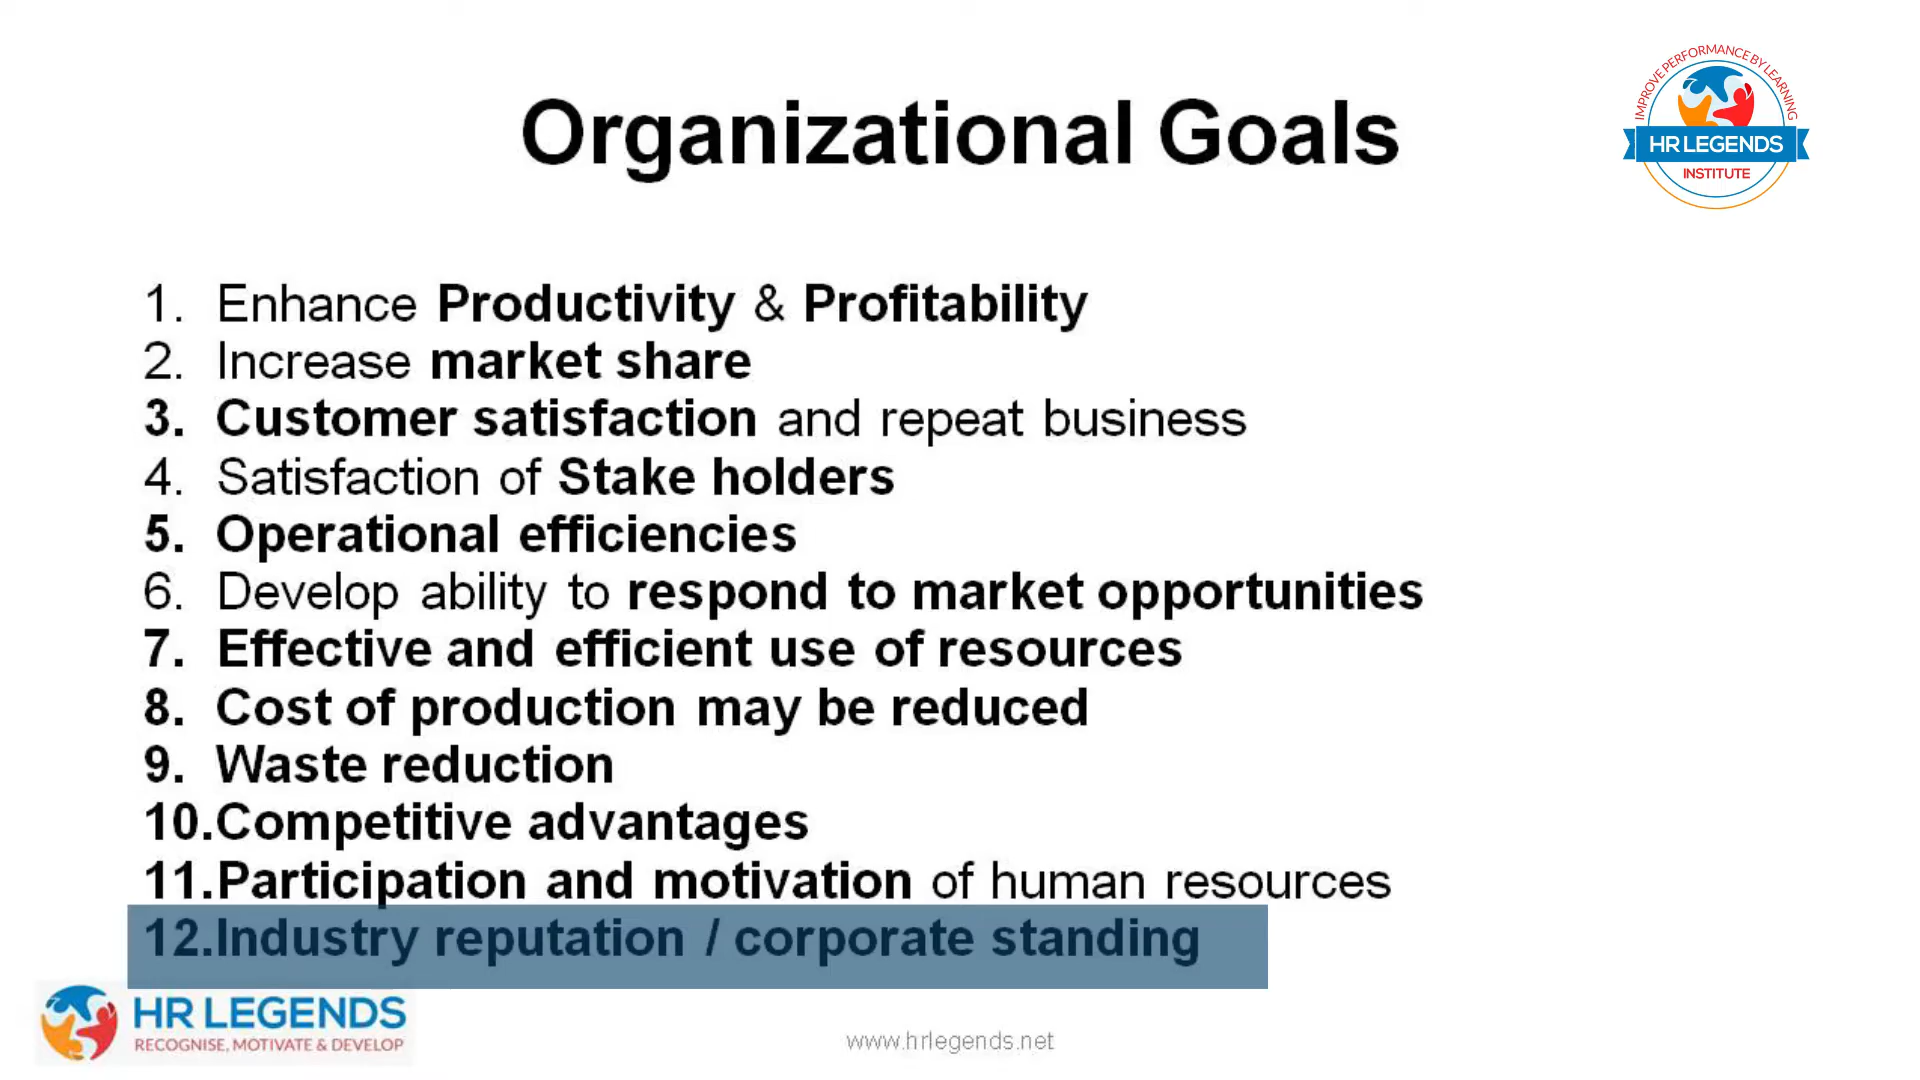 IMPROVE PERFORMANCE BY LEARNING
HR LEGENDS
INSTITUTE
Organizational Goals
1. Enhance Productivity & Profitability
2. Increase market share
3. Customer satisfaction and repeat business
4. Satisfaction of Stake holders
5. Operational efficiencies
6. Develop ability to respond to market opportunities
7. Effective and efficient use of resources
8. Cost of production may be reduced
9. Waste reduction
10.Competitive advantages
11.Participation and motivation of human resources
12.Industry reputation / corporate standing
HR LEGENDS
RECOGNISE, MOTIVATE & DEVELOP
www.hrlegends.net